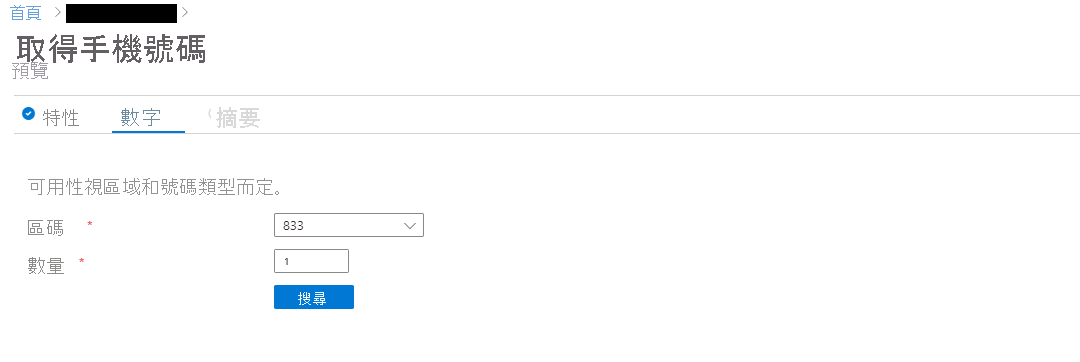 首頁
取得手機號碼
預覽
特性 數字 摘要
可用性視區域和號碼類型而定。
區碼 * 833
數量 * 1
搜尋